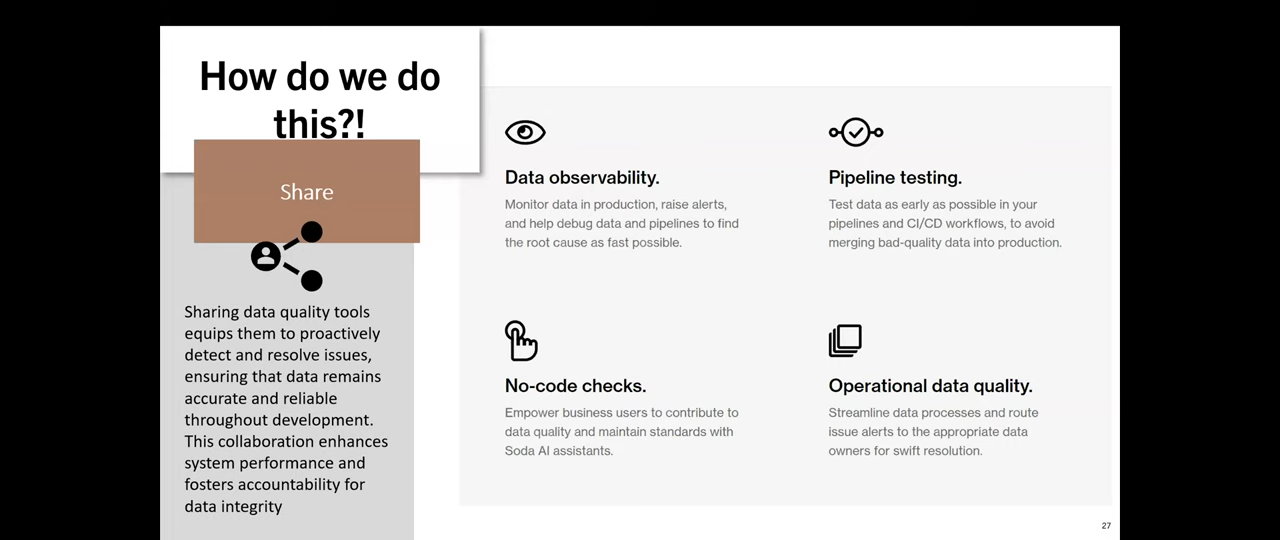 How do we do
this?!
Share
Sharing data quality tools
equips them to proactively
detect and resolve issues,
ensuring that data remains
accurate and reliable
throughout development.
This collaboration enhances
system performance and
fosters accountability for
data integrity
Data observability.
Monitor data in production, raise alerts,
and help debug data and pipelines to find
the root cause as fast possible.
Pipeline testing.
Test data as early as possible in your
pipelines and CI/CD workflows, to avoid
merging bad-quality data into production.
No-code checks.
Empower business users to contribute to
data quality and maintain standards with
Soda AI assistants.
Operational data quality.
Streamline data processes and route
issue alerts to the appropriate data
owners for swift resolution.
27